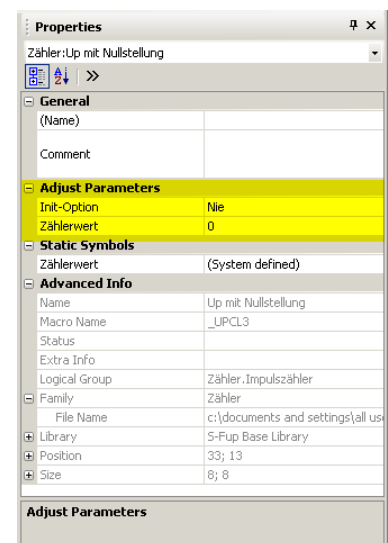 Properties
Zähler:Up mit Nullstellung
General
(Name)
Comment
Adjust Parameters
Init-Option Nie
Zählerwert 0
Static Symbols
Zählerwert (System defined)
Advanced Info
Name Up mit Nullstellung
Macro Name _UPCL3
Status
Extra Info
Logical Group Zähler.Impulszähler
Family Zähler
File Name c:\documents and settings\all us
Library S-Fup Base Library
Position 33; 13
Size 8; 8
Adjust Parameters